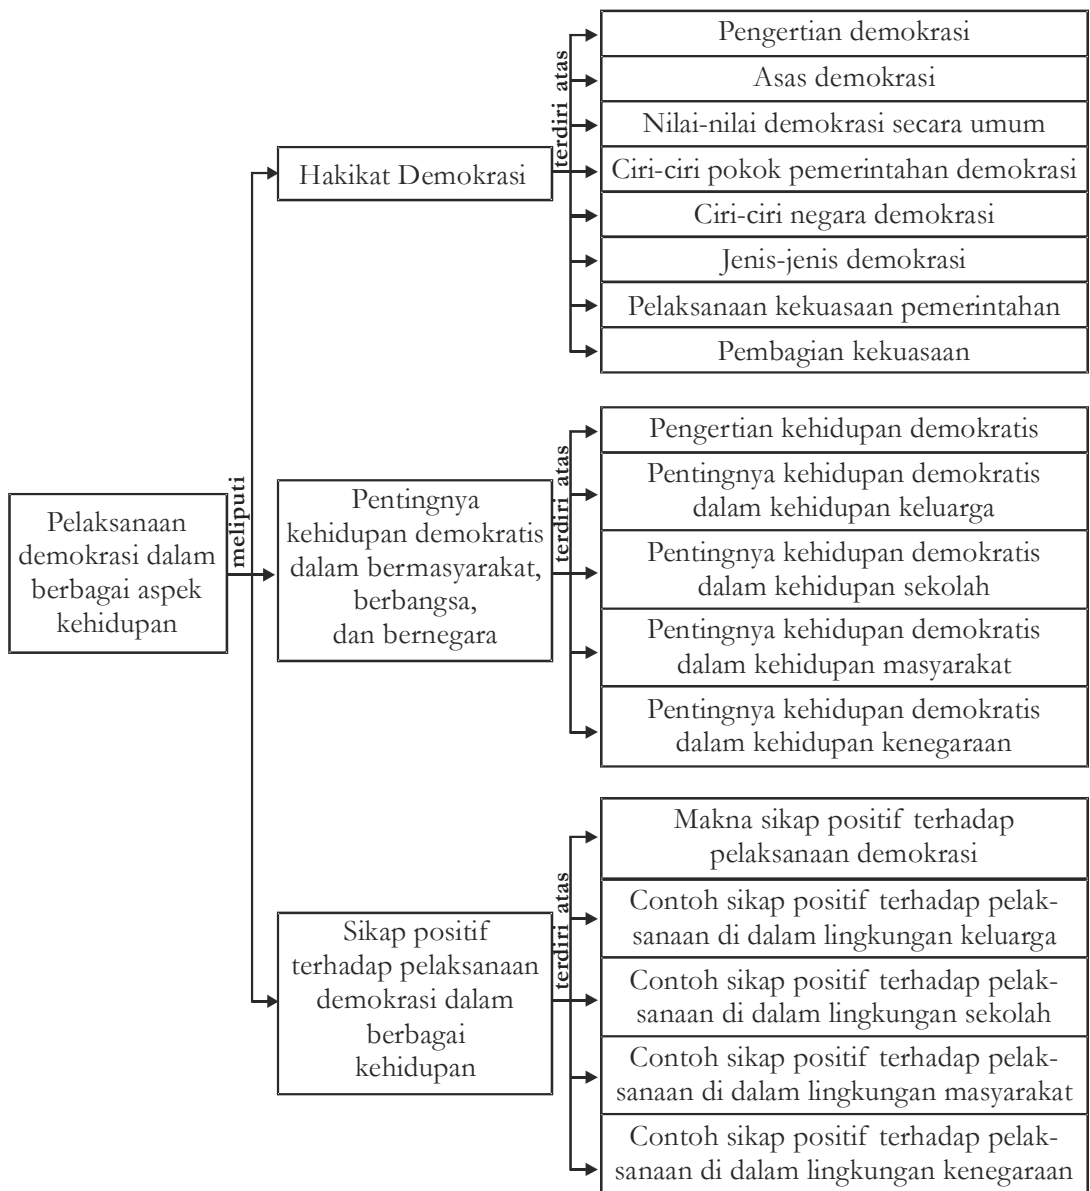 Pelaksanaan
demokrasi dalam
berbagai aspek
kehidupan
meliputi
Hakikat Demokrasi
terdiri atas
Pengertian demokrasi
Asas demokrasi
Nilai-nilai demokrasi secara umum
Ciri-ciri pokok pemerintahan demokrasi
Ciri-ciri negara demokrasi
Jenis-jenis demokrasi
Pelaksanaan kekuasaan pemerintahan
Pembagian kekuasaan
Pentingnya
kehidupan demokratis
dalam bermasyarakat,
berbangsa,
dan bernegara
terdiri atas
Pengertian kehidupan demokratis
Pentingnya kehidupan demokratis
dalam kehidupan keluarga
Pentingnya kehidupan demokratis
dalam kehidupan sekolah
Pentingnya kehidupan demokratis
dalam kehidupan masyarakat
Pentingnya kehidupan demokratis
dalam kehidupan kenegaraan
Sikap positif
terhadap pelaksanaan
demokrasi dalam
berbagai
kehidupan
terdiri atas
Makna sikap positif terhadap
pelaksanaan demokrasi
Contoh sikap positif terhadap pelak-
sanaan di dalam lingkungan keluarga
Contoh sikap positif terhadap pelak-
sanaan di dalam lingkungan sekolah
Contoh sikap positif terhadap pelak-
sanaan di dalam lingkungan masyarakat
Contoh sikap positif terhadap pelak-
sanaan di dalam lingkungan kenegaraan